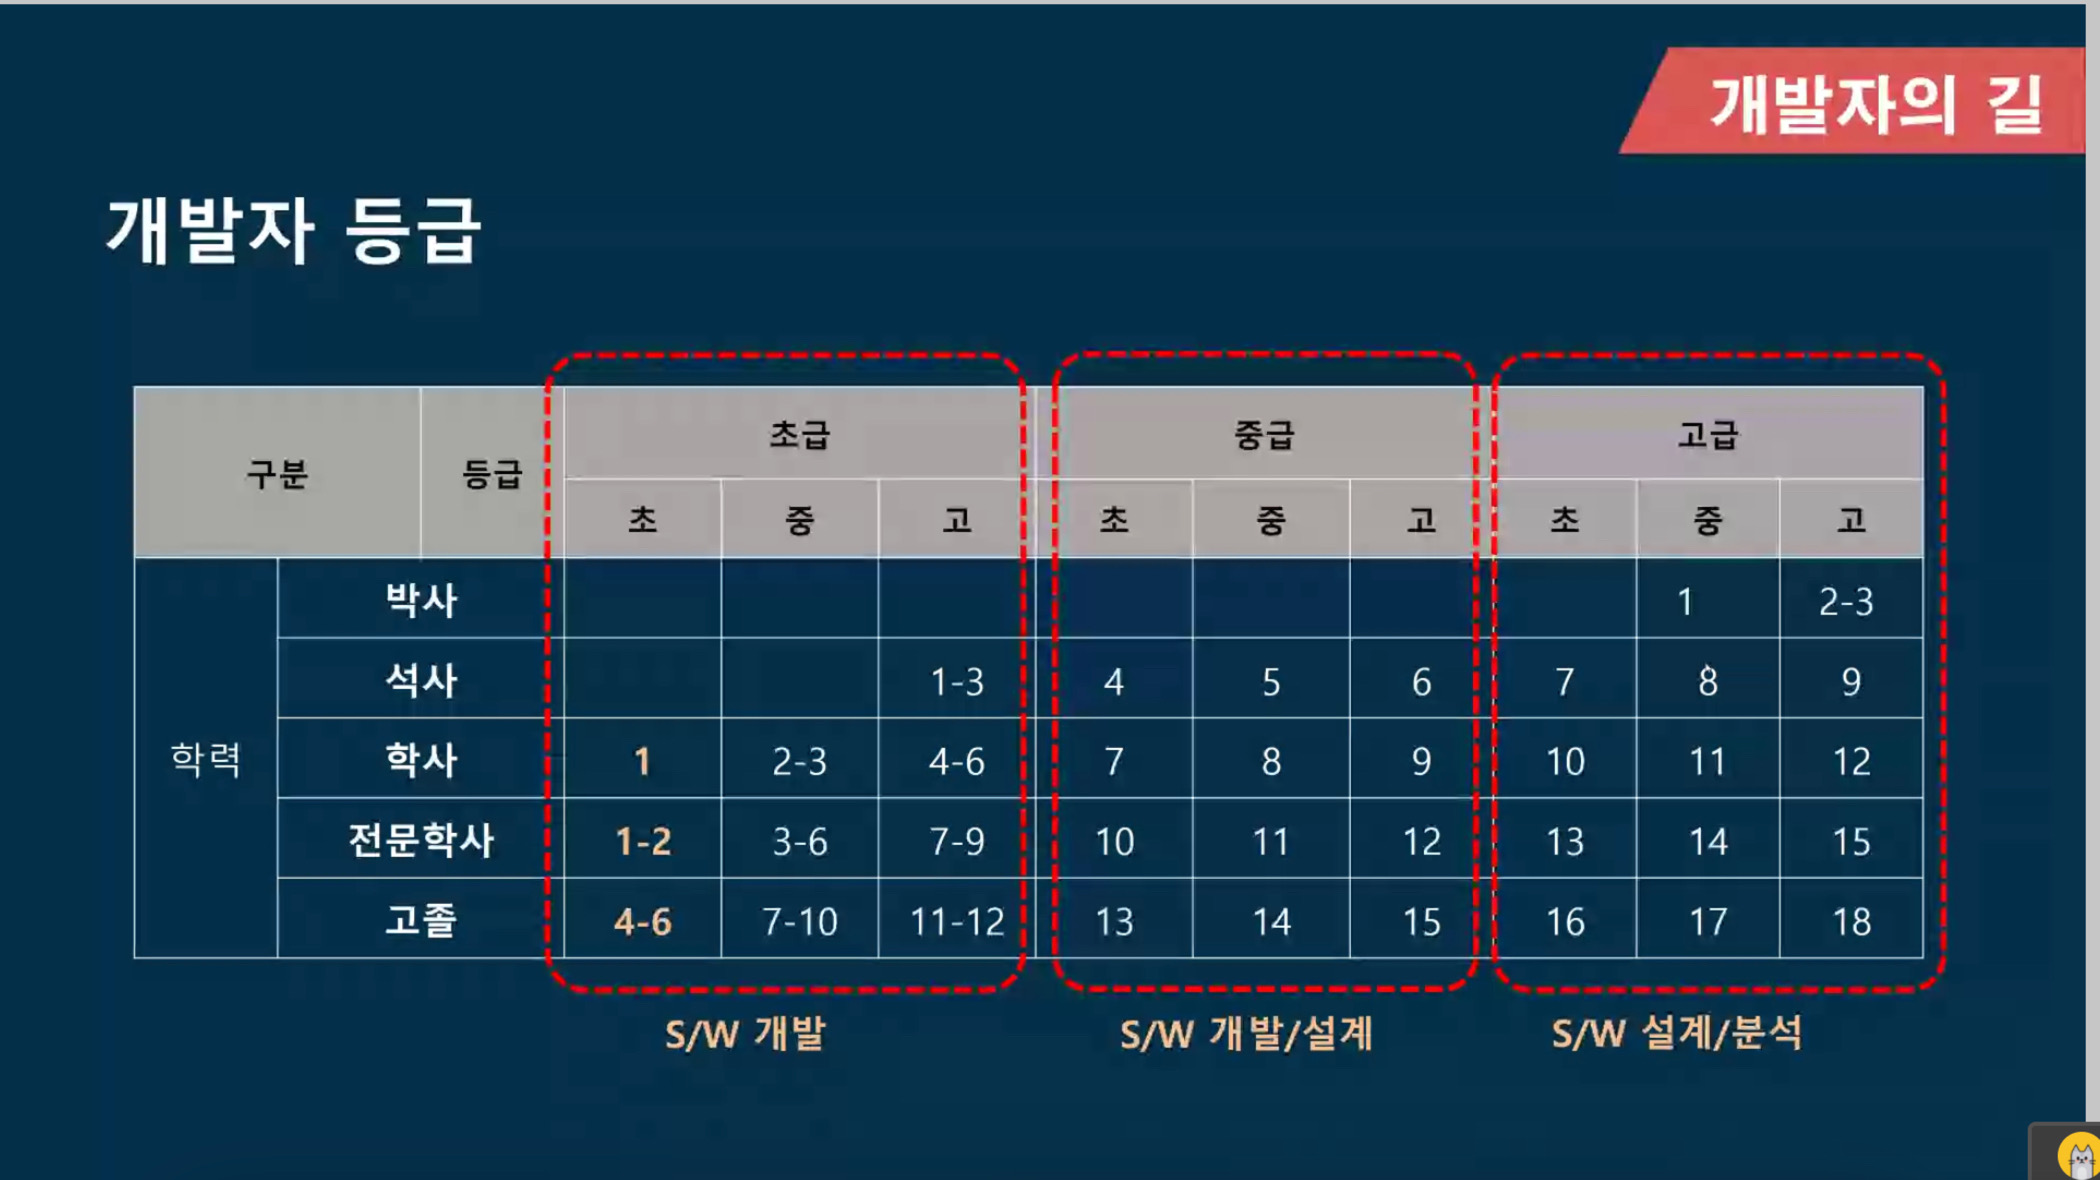 개발자의 길
개발자 등급
구분 등급 초급 중급 고급
초 중 고 초 중 고 초 중 고
학력
박사 1 2-3
석사 1-3 4 5 6 7 8 9
학사 1 2-3 4-6 7 8 9 10 11 12
전문학사 1-2 3-6 7-9 10 11 12 13 14 15
고졸 4-6 7-10 11-12 13 14 15 16 17 18
S/W 개발 S/W 개발/설계 S/W 설계/분석